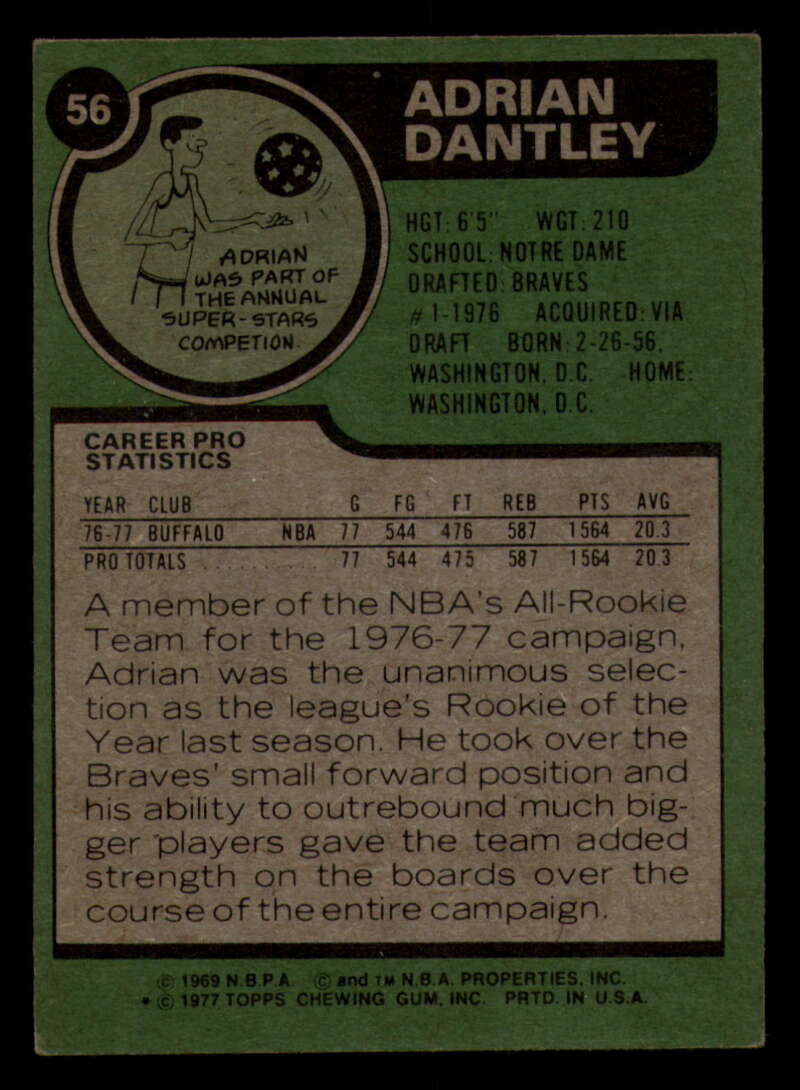 56
ADRIAN
DANTLEY
ADRIAN
WAS PART OF
THE ANNUAL
SUPER-STARS
COMPETION
HGT: 6'5" WGT: 210
SCHOOL: NOTRE DAME
DRAFTED: BRAVES
#1-1976 ACQUIRED: VIA
DRAFT BORN: 2-26-56,
WASHINGTON, D.C. HOME:
WASHINGTON, D.C.
CAREER PRO
STATISTICS
YEAR CLUB G FG FT REB PTS AVG
76-77 BUFFALO NBA 77 544 476 587 1564 20.3
PRO TOTALS .......... 77 544 475 587 1564 20.3
A member of the NBA's All-Rookie
Team for the 1976-77 campaign,
Adrian was the unanimous selec-
tion as the league's Rookie of the
Year last season. He took over the
Braves' small forward position and
his ability to outrebound much big-
ger players gave the team added
strength on the boards over the
course of the entire campaign.
© 1969 N.B.P.A. © and TM N.B.A. PROPERTIES, INC.
* © 1977 TOPPS CHEWING GUM, INC. PRTD. IN U.S.A.